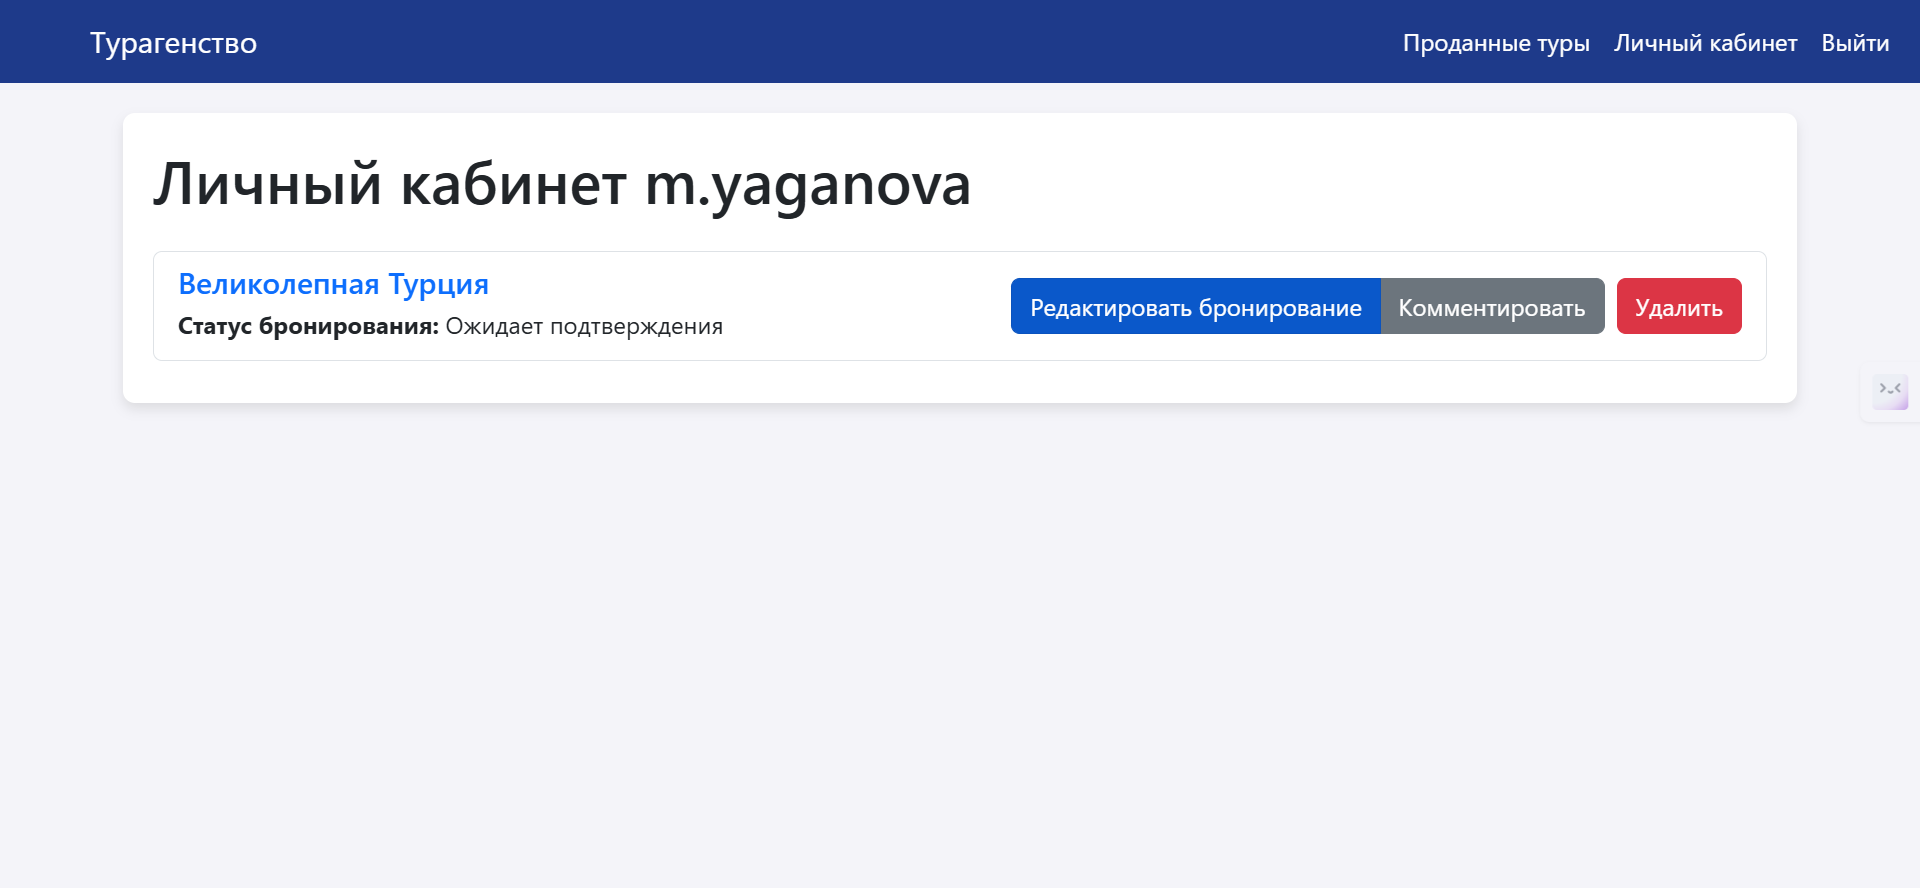 Турагенство
Проданные туры Личный кабинет Выйти
Личный кабинет m.yaganova
Великолепная Турция
Статус бронирования: Ожидает подтверждения
Редактировать бронирование Комментировать Удалить